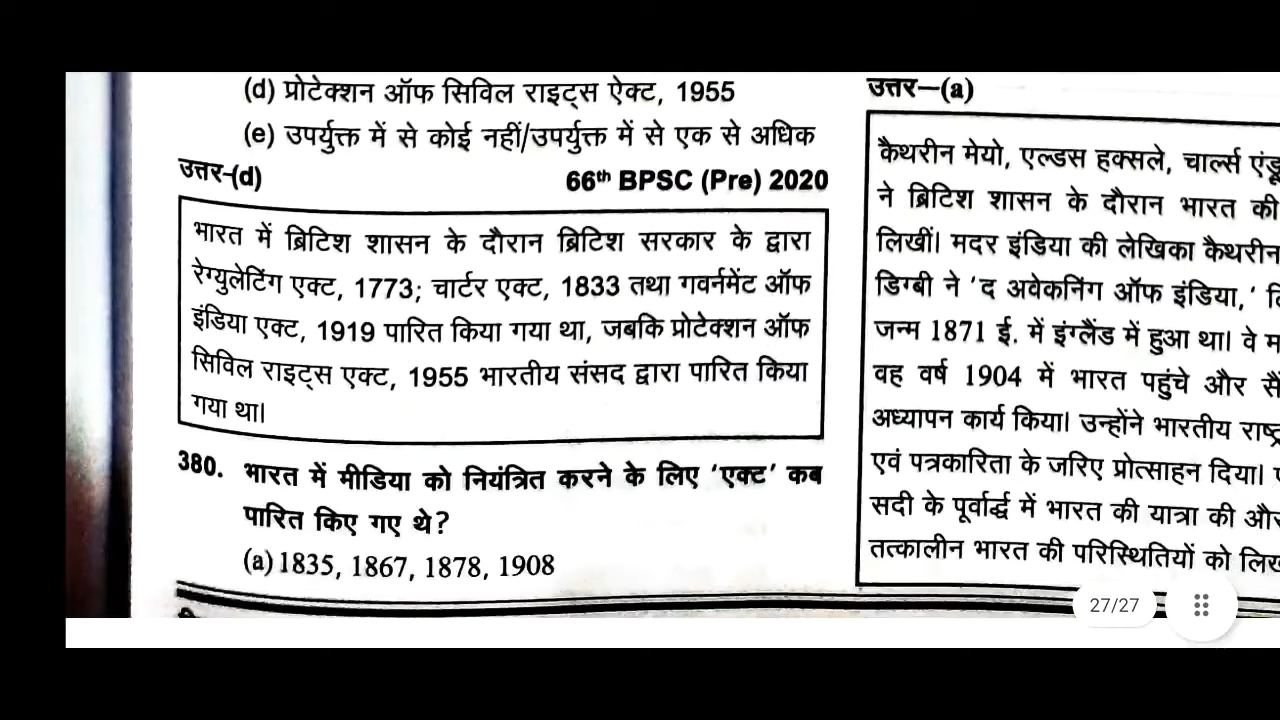 (d) प्रोटेक्शन ऑफ सिविल राइट्स ऐक्ट, 1955
(e) उपर्युक्त में से कोई नहीं/उपर्युक्त में से एक से अधिक
उत्तर-(d) 66th BPSC (Pre) 2020
भारत में ब्रिटिश शासन के दौरान ब्रिटिश सरकार के द्वारा
रेग्युलेटिंग एक्ट, 1773; चार्टर एक्ट, 1833 तथा गवर्नमेंट ऑफ
इंडिया एक्ट, 1919 पारित किया गया था, जबकि प्रोटेक्शन ऑफ
सिविल राइट्स एक्ट, 1955 भारतीय संसद द्वारा पारित किया
गया था।
380. भारत में मीडिया को नियंत्रित करने के लिए 'एक्ट' कब
पारित किए गए थे?
(a) 1835, 1867, 1878, 1908
उत्तर—(a)
कैथरीन मेयो, एल्डस हक्सले, चार्ल्स
ने ब्रिटिश शासन के दौरान भारत की
लिखीं। मदर इंडिया की लेखिका कैथरीन
डिग्बी ने 'द अवेकनिंग ऑफ इंडिया,'
जन्म 1871 ई. में इंग्लैंड में हुआ था। वे
वह वर्ष 1904 में भारत पहुंचे और
अध्यापन कार्य किया। उन्होंने भारतीय
एवं पत्रकारिता के जरिए प्रोत्साहन दिया।
सदी के पूर्वार्द्ध में भारत की यात्रा की और
तत्कालीन भारत की परिस्थितियों को
27/27